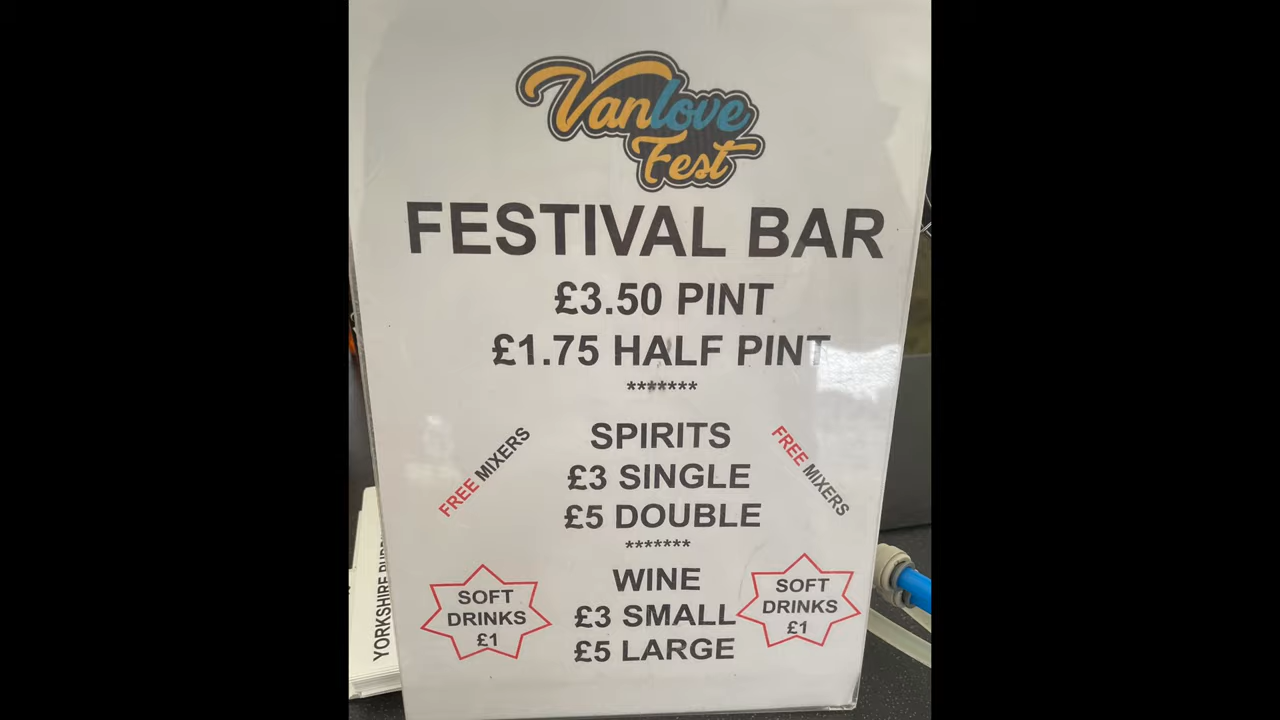 Vanlove
Fest
FESTIVAL BAR
£3.50 PINT
£1.75 HALF PINT
*******
SPIRITS
£3 SINGLE
£5 DOUBLE
FREE MIXERS
FREE MIXERS
*******
WINE
£3 SMALL
£5 LARGE
SOFT
DRINKS
£1
SOFT
DRINKS
£1
YORKSHIRE